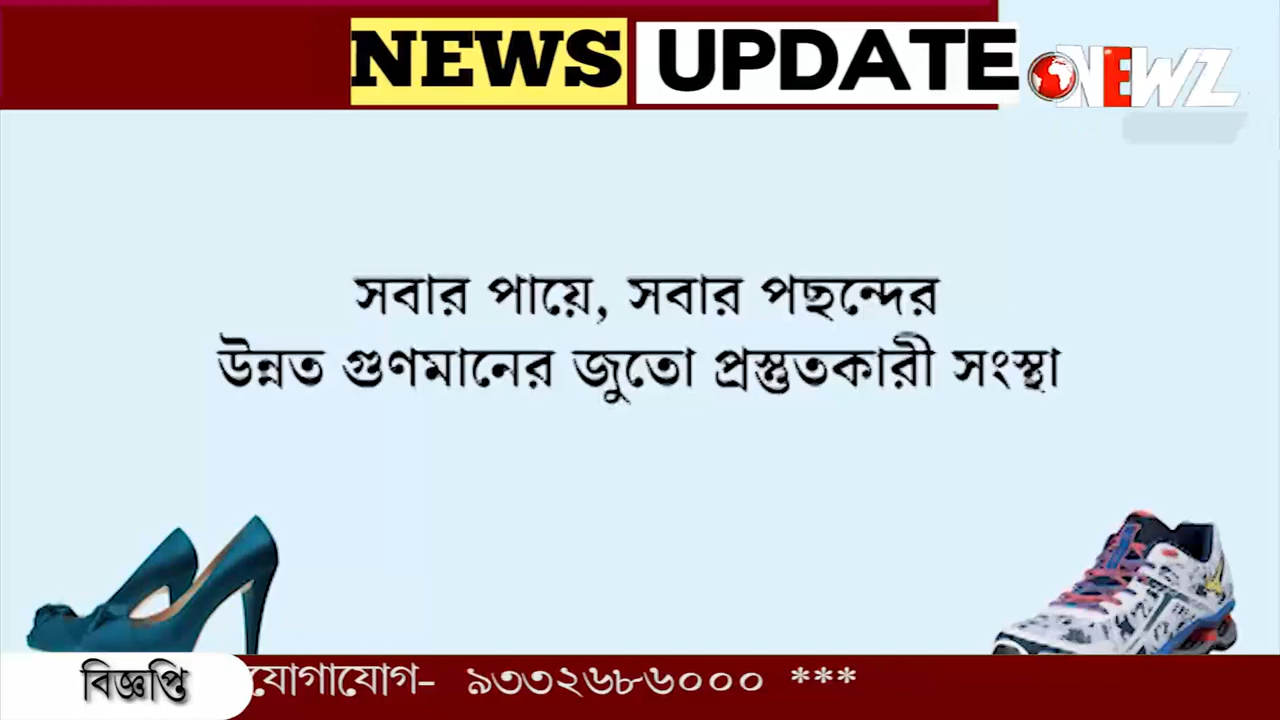 NEWS UPDATE
NEWZ
সবার পায়ে, সবার পছন্দের
উন্নত গুণমানের জুতো প্রস্তুতকারী সংস্থা
বিজ্ঞপ্তি যোগাযোগ- ৯৩৩২৬৮৬০০০ ***